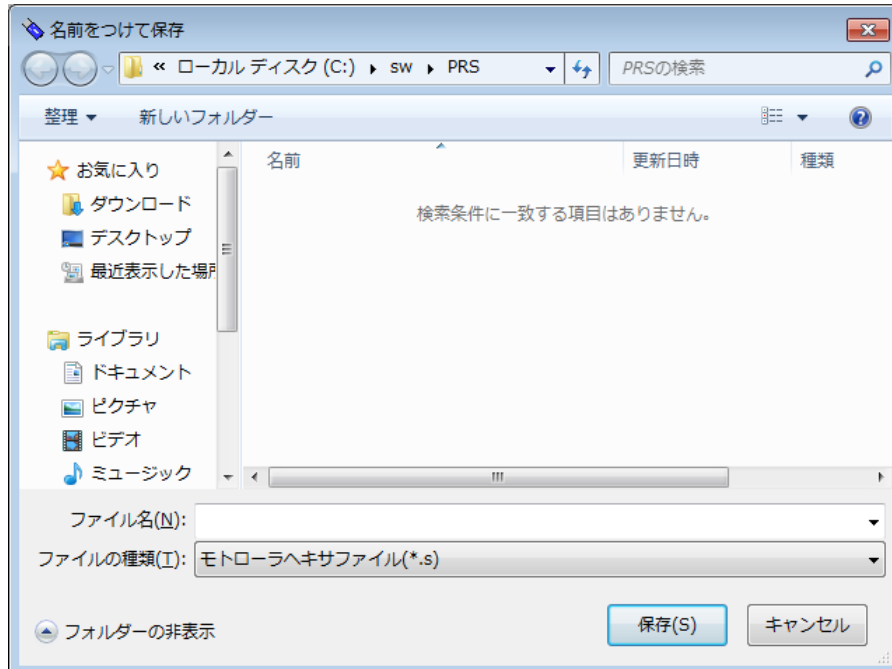 名前をつけて保存
« ローカル ディスク (C:) ▸ sw ▸ PRS PRSの検索
整理 ▼ 新しいフォルダー
お気に入り
ダウンロード
デスクトップ
最近表示した場所
ライブラリ
ドキュメント
ピクチャ
ビデオ
ミュージック
名前 更新日時 種類
検索条件に一致する項目はありません。
ファイル名(N):
ファイルの種類(T): モトローラヘキサファイル(*.s)
フォルダーの非表示 保存(S) キャンセル